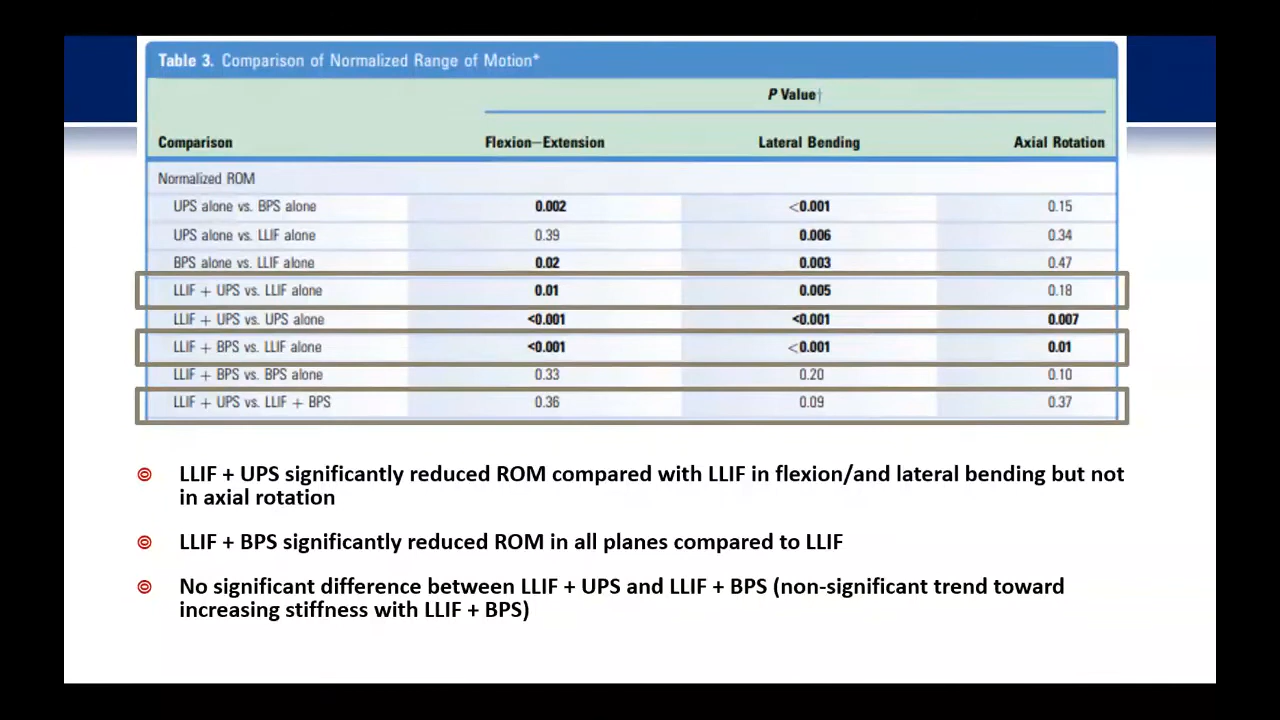 Table 3. Comparison of Normalized Range of Motion*
P Value†
Comparison Flexion—Extension Lateral Bending Axial Rotation
Normalized ROM
UPS alone vs. BPS alone 0.002 <0.001 0.15
UPS alone vs. LLIF alone 0.39 0.006 0.34
BPS alone vs. LLIF alone 0.02 0.003 0.47
LLIF + UPS vs. LLIF alone 0.01 0.005 0.18
LLIF + UPS vs. UPS alone <0.001 <0.001 0.007
LLIF + BPS vs. LLIF alone <0.001 <0.001 0.01
LLIF + BPS vs. BPS alone 0.33 0.20 0.10
LLIF + UPS vs. LLIF + BPS 0.36 0.09 0.37
LLIF + UPS significantly reduced ROM compared with LLIF in flexion/and lateral bending but not
in axial rotation
LLIF + BPS significantly reduced ROM in all planes compared to LLIF
No significant difference between LLIF + UPS and LLIF + BPS (non-significant trend toward
increasing stiffness with LLIF + BPS)